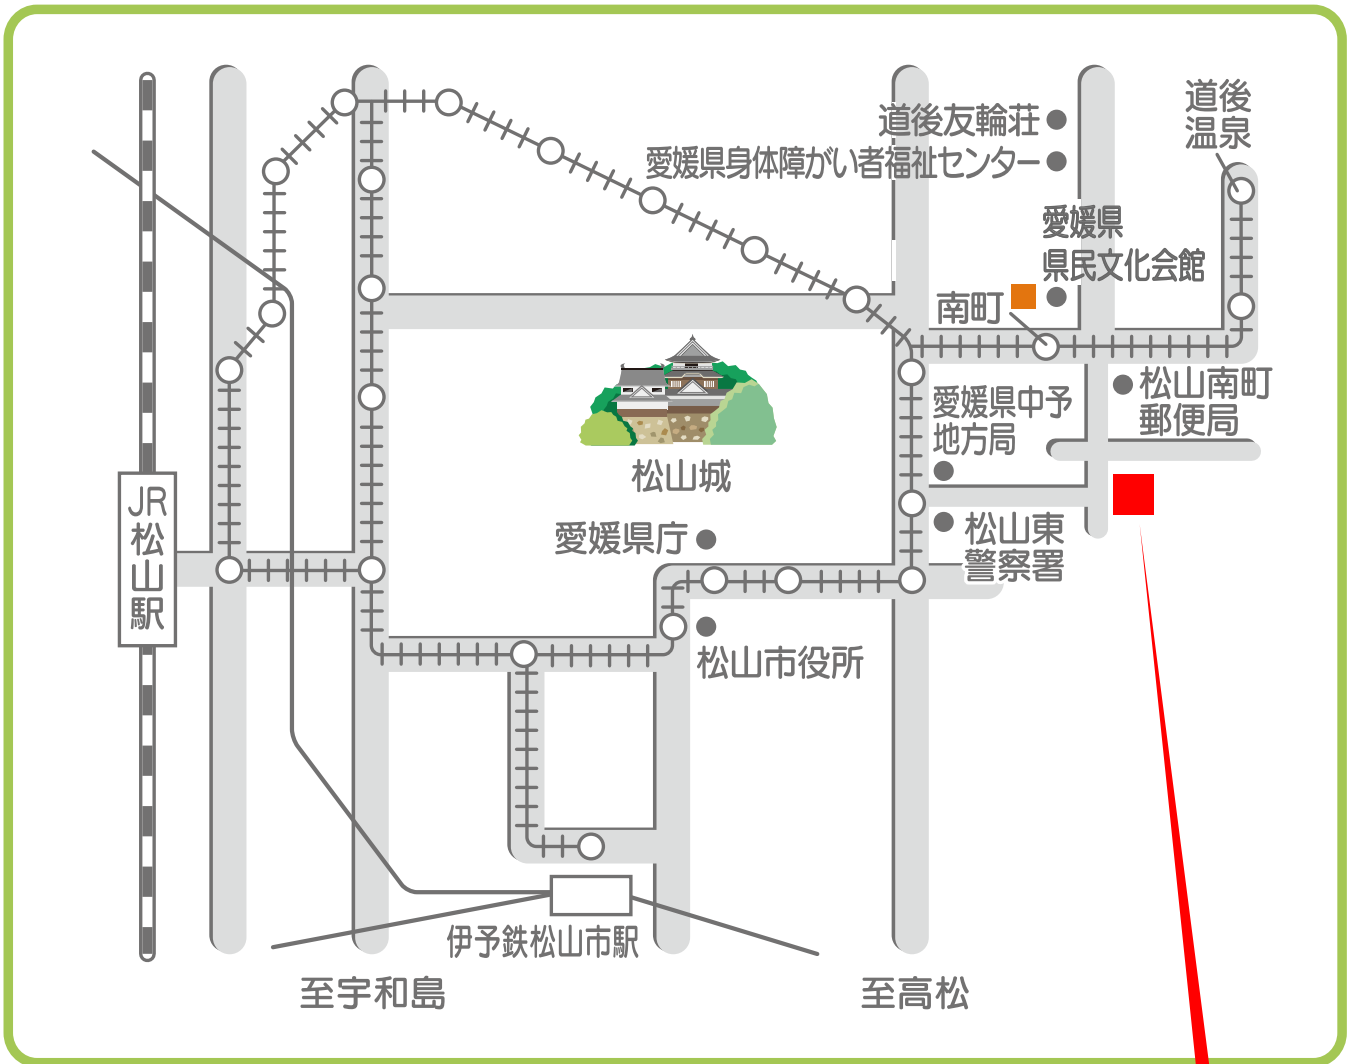 道後
温泉
道後友輪荘
愛媛県身体障がい者福祉センター
愛媛県
県民文化会館
南町
松山南町
郵便局
愛媛県中予
地方局
松山城
愛媛県庁
松山東
警察署
JR
松
山
駅
松山市役所
伊予鉄松山市駅
至宇和島
至高松